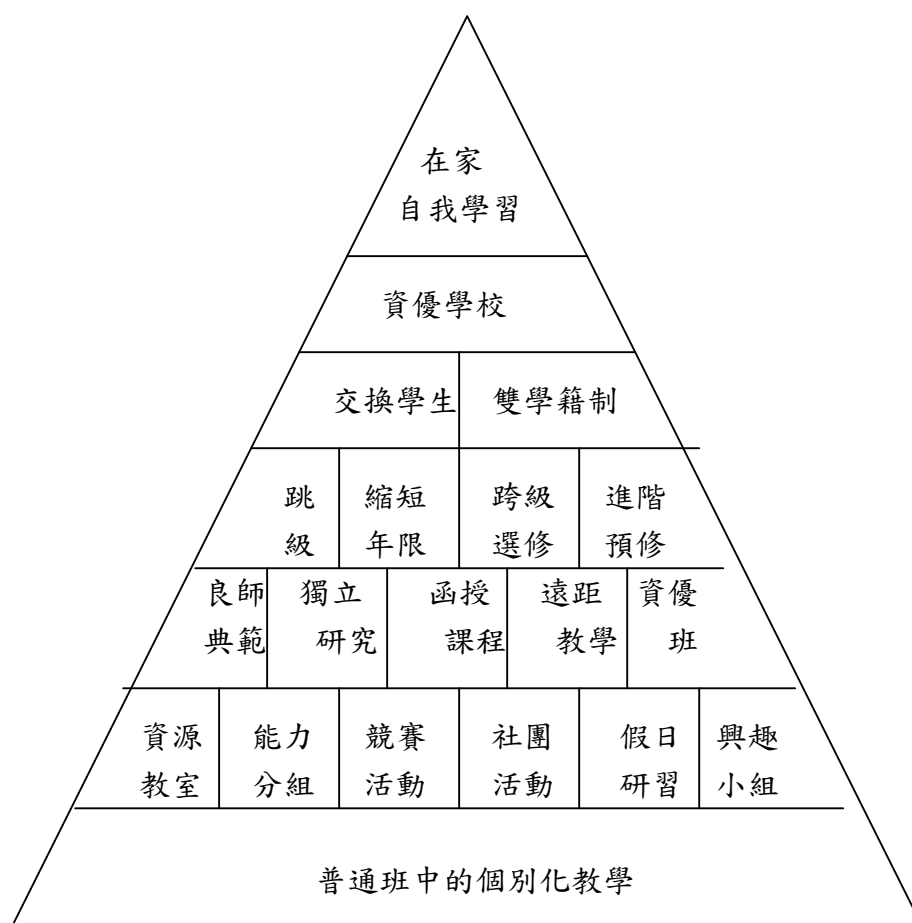 在家
自我學習
資優學校
交換學生
雙學籍制
跳
級
縮短
年限
跨級
選修
進階
預修
良師
典範
獨立
研究
函授
課程
遠距
教學
資優
班
資源
教室
能力
分組
競賽
活動
社團
活動
假日
研習
興趣
小組
普通班中的個別化教學